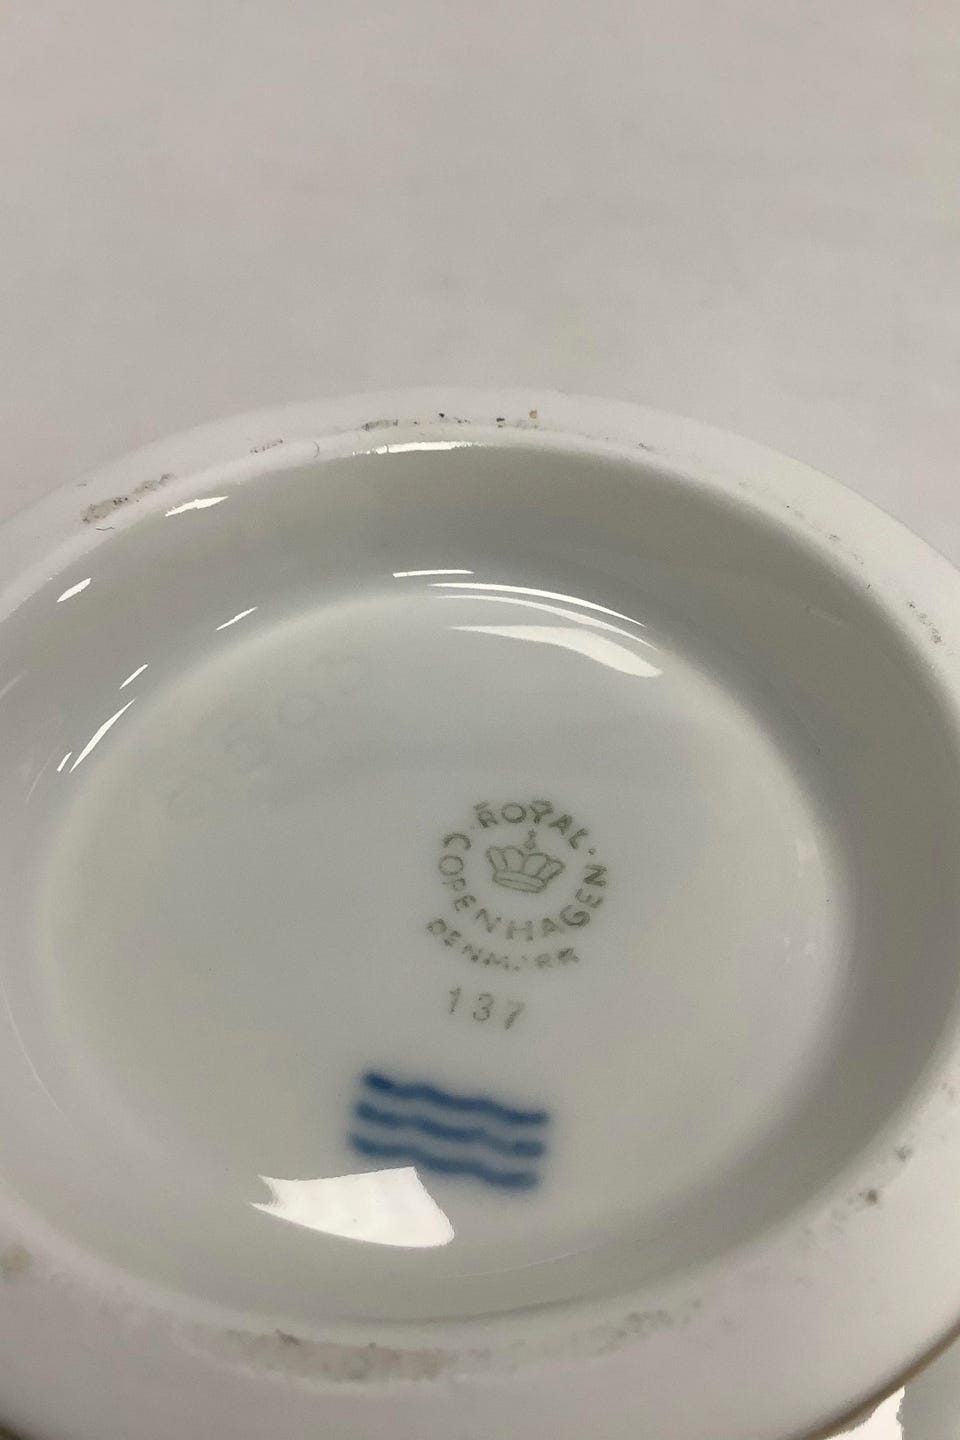 ROYAL
COPENHAGEN
DENMARK
137